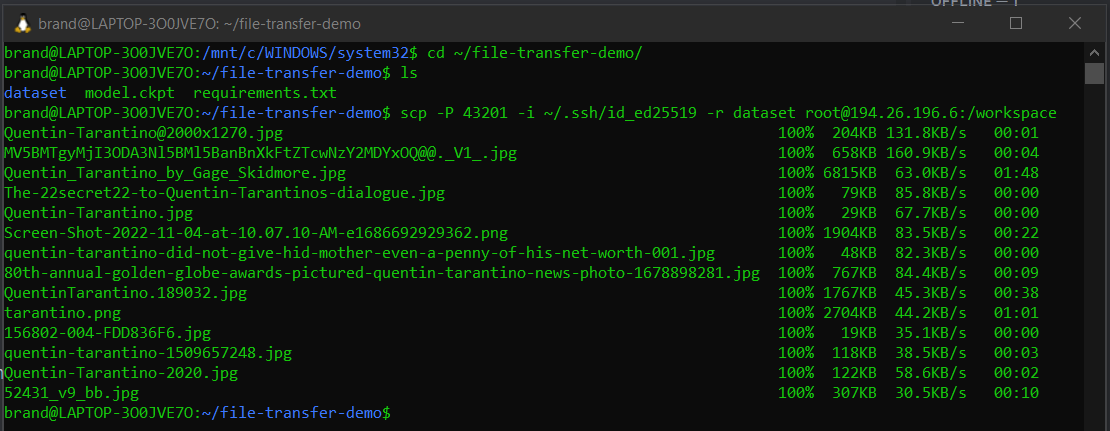 OFFLINE — 1
brand@LAPTOP-3O0JVE7O: ~/file-transfer-demo
brand@LAPTOP-3O0JVE7O:/mnt/c/WINDOWS/system32$ cd ~/file-transfer-demo/
brand@LAPTOP-3O0JVE7O:~/file-transfer-demo$ ls
dataset model.ckpt requirements.txt
brand@LAPTOP-3O0JVE7O:~/file-transfer-demo$ scp -P 43201 -i ~/.ssh/id_ed25519 -r dataset root@194.26.196.6:/workspace
Quentin-Tarantino@2000x1270.jpg 100% 204KB 131.8KB/s 00:01
MV5BMTgyMjI3ODA3Nl5BMl5BanBnXkFtZTcwNzY2MDYxOQ@@._V1_.jpg 100% 658KB 160.9KB/s 00:04
Quentin_Tarantino_by_Gage_Skidmore.jpg 100% 6815KB 63.0KB/s 01:48
The-22secret22-to-Quentin-Tarantinos-dialogue.jpg 100% 79KB 85.8KB/s 00:00
Quentin-Tarantino.jpg 100% 29KB 67.7KB/s 00:00
Screen-Shot-2022-11-04-at-10.07.10-AM-e1686692929362.png 100% 1904KB 83.5KB/s 00:22
quentin-tarantino-did-not-give-hid-mother-even-a-penny-of-his-net-worth-001.jpg 100% 48KB 82.3KB/s 00:00
80th-annual-golden-globe-awards-pictured-quentin-tarantino-news-photo-1678898281.jpg 100% 767KB 84.4KB/s 00:09
QuentinTarantino.189032.jpg 100% 1767KB 45.3KB/s 00:38
tarantino.png 100% 2704KB 44.2KB/s 01:01
156802-004-FDD836F6.jpg 100% 19KB 35.1KB/s 00:00
quentin-tarantino-1509657248.jpg 100% 118KB 38.5KB/s 00:03
Quentin-Tarantino-2020.jpg 100% 122KB 58.6KB/s 00:02
52431_v9_bb.jpg 100% 307KB 30.5KB/s 00:10
brand@LAPTOP-3O0JVE7O:~/file-transfer-demo$